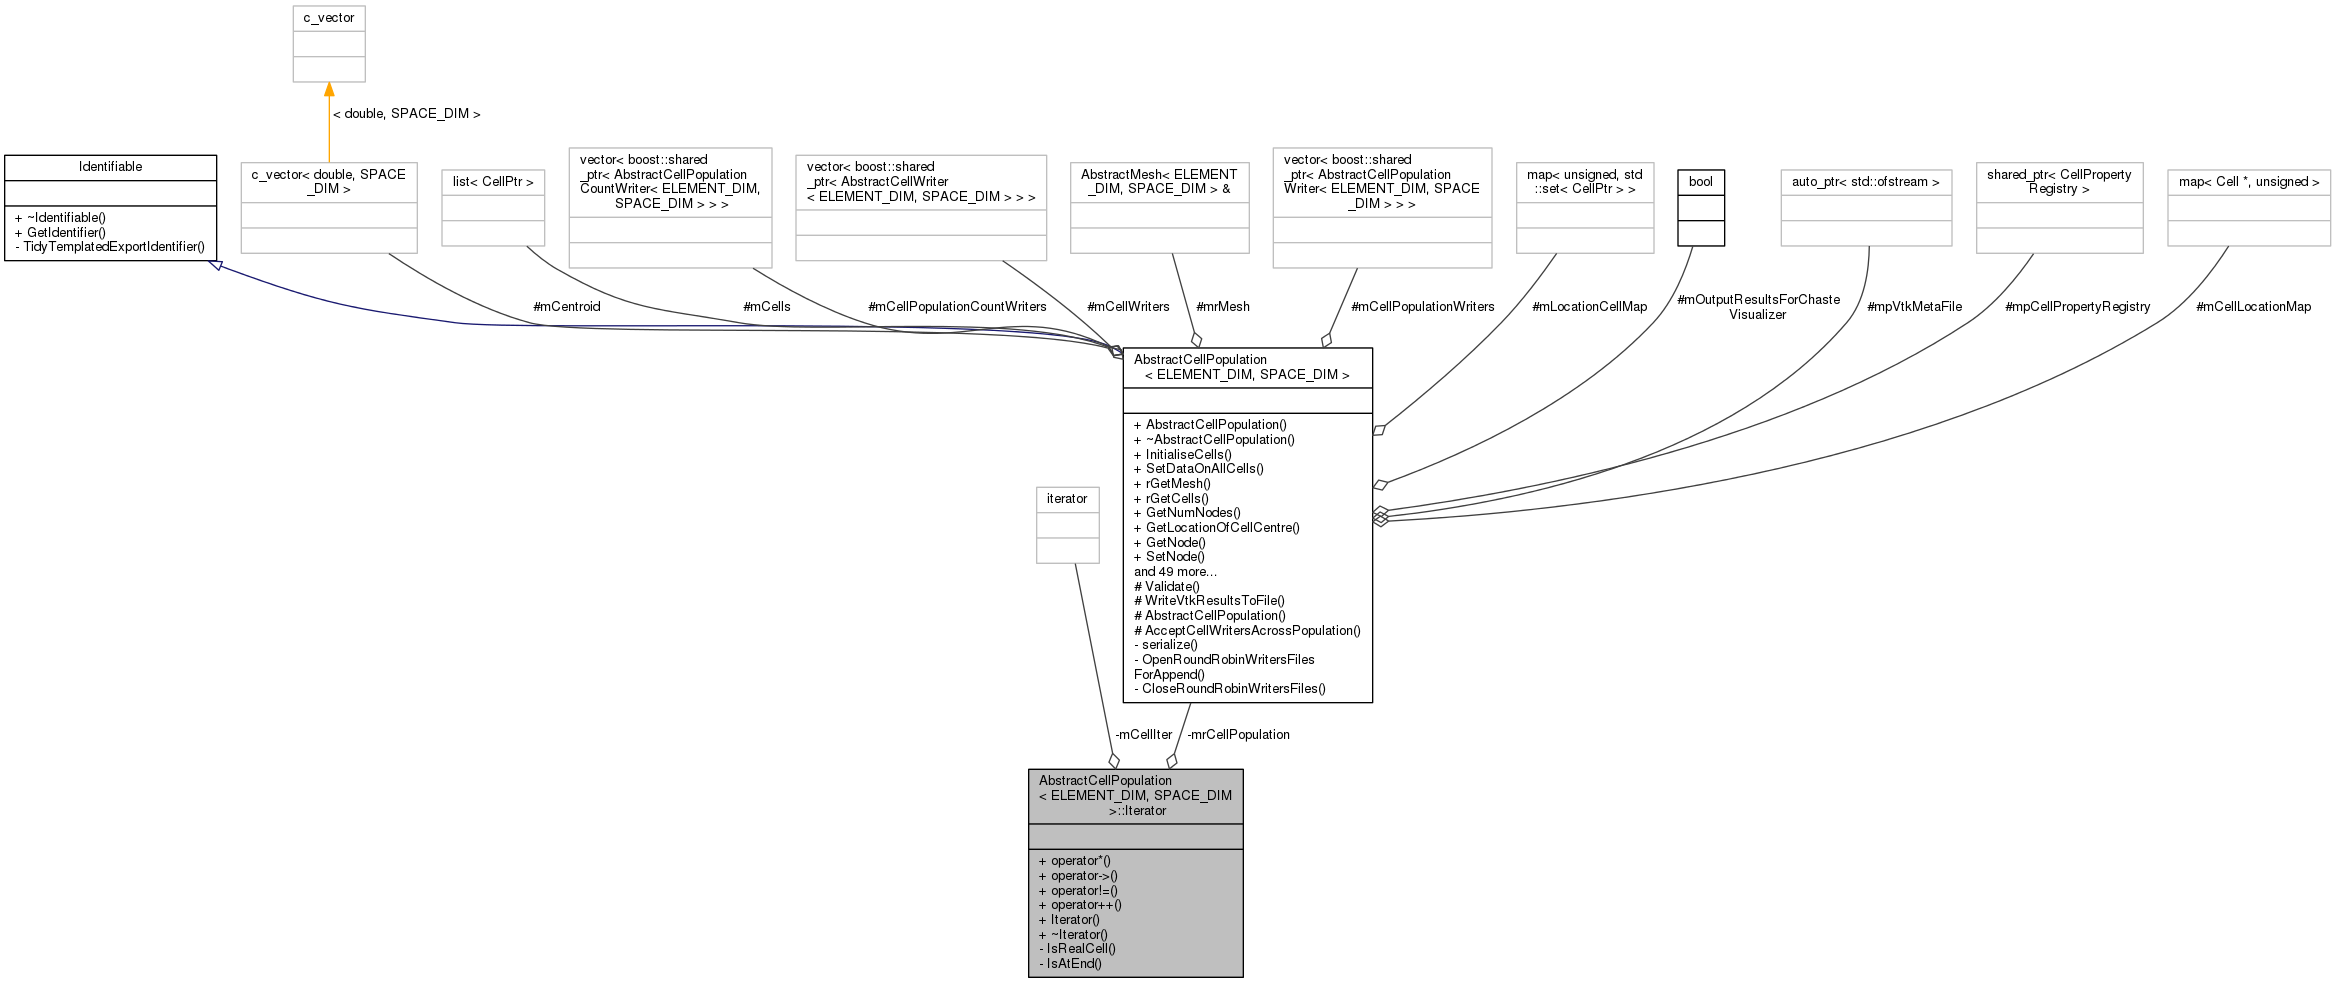 c_vector
< double, SPACE_DIM >
Identifiable
+ ~Identifiable()
+ GetIdentifier()
- TidyTemplatedExportIdentifier()
c_vector< double, SPACE
_DIM >
list< CellPtr >
vector< boost::shared
_ptr< AbstractCellPopulation
CountWriter< ELEMENT_DIM,
SPACE_DIM > > >
vector< boost::shared
_ptr< AbstractCellWriter
< ELEMENT_DIM, SPACE_DIM > > >
AbstractMesh< ELEMENT
_DIM, SPACE_DIM > &
vector< boost::shared
_ptr< AbstractCellPopulation
Writer< ELEMENT_DIM, SPACE
_DIM > > >
map< unsigned, std
::set< CellPtr > >
bool
auto_ptr< std::ofstream >
shared_ptr< CellProperty
Registry >
map< Cell *, unsigned >
#mCentroid
#mCells
#mCellPopulationCountWriters
#mCellWriters
#mrMesh
#mCellPopulationWriters
#mLocationCellMap
#mOutputResultsForChaste
Visualizer
#mpVtkMetaFile
#mpCellPropertyRegistry
#mCellLocationMap
AbstractCellPopulation
< ELEMENT_DIM, SPACE_DIM >
+ AbstractCellPopulation()
+ ~AbstractCellPopulation()
+ InitialiseCells()
+ SetDataOnAllCells()
+ rGetMesh()
+ rGetCells()
+ GetNumNodes()
+ GetLocationOfCellCentre()
+ GetNode()
+ SetNode()
and 49 more...
# Validate()
# WriteVtkResultsToFile()
# AbstractCellPopulation()
# AcceptCellWritersAcrossPopulation()
- serialize()
- OpenRoundRobinWritersFiles
ForAppend()
- CloseRoundRobinWritersFiles()
iterator
-mCellIter
-mrCellPopulation
AbstractCellPopulation
< ELEMENT_DIM, SPACE_DIM
>::Iterator
+ operator*()
+ operator->()
+ operator!=()
+ operator++()
+ Iterator()
+ ~Iterator()
- IsRealCell()
- IsAtEnd()